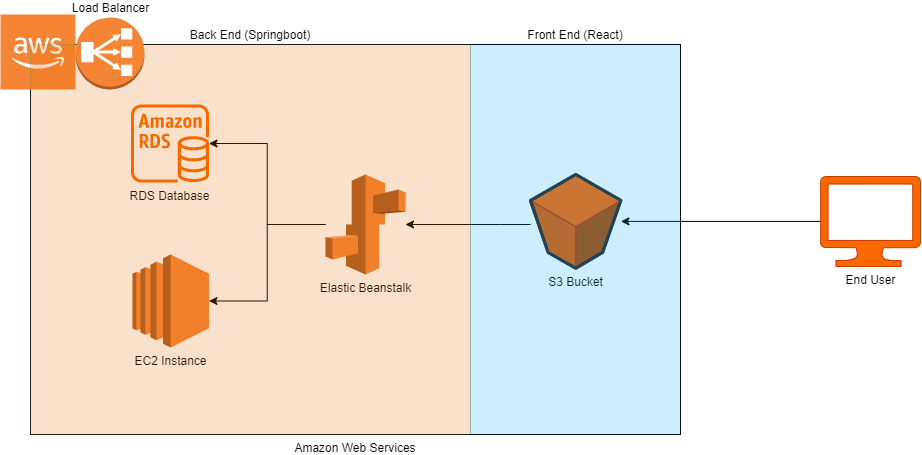 Load Balancer
aws
Back End (Springboot)
Front End (React)
Amazon
RDS
RDS Database
Elastic Beanstalk
S3 Bucket
End User
EC2 Instance
Amazon Web Services